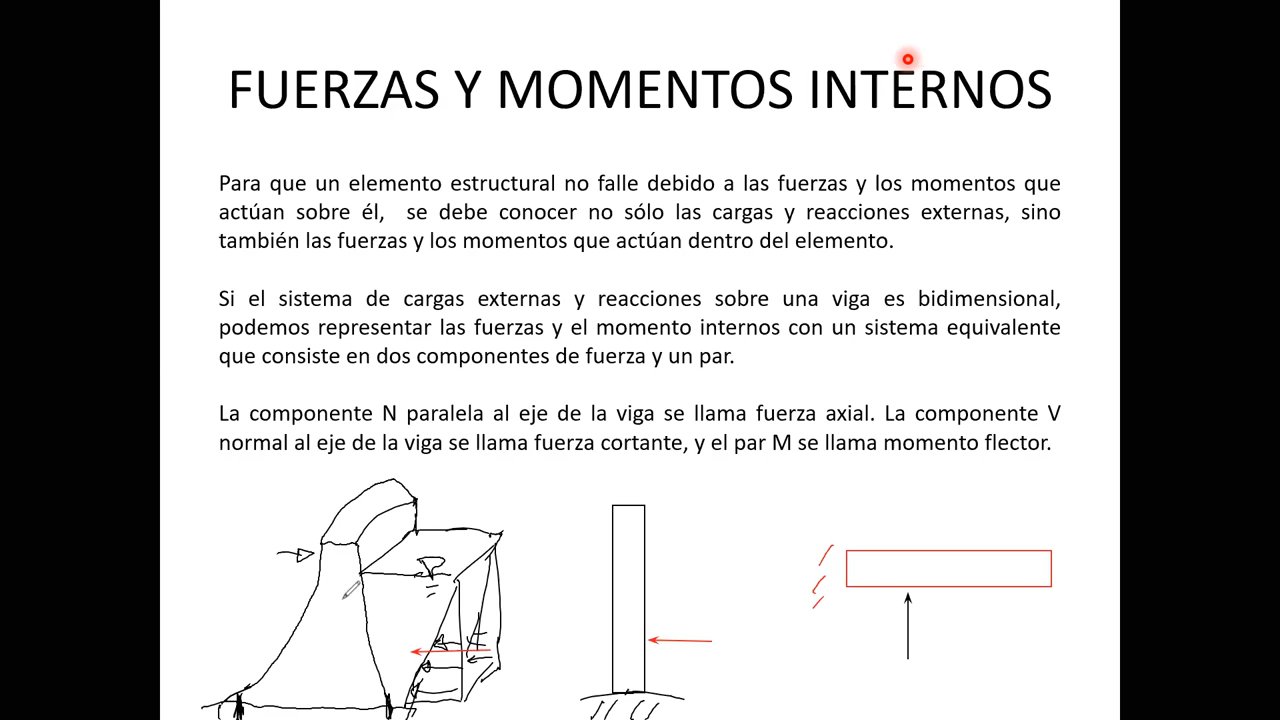 FUERZAS Y MOMENTOS INTERNOS
Para que un elemento estructural no falle debido a las fuerzas y los momentos que
actúan sobre él, se debe conocer no sólo las cargas y reacciones externas, sino
también las fuerzas y los momentos que actúan dentro del elemento.
Si el sistema de cargas externas y reacciones sobre una viga es bidimensional,
podemos representar las fuerzas y el momento internos con un sistema equivalente
que consiste en dos componentes de fuerza y un par.
La componente N paralela al eje de la viga se llama fuerza axial. La componente V
normal al eje de la viga se llama fuerza cortante, y el par M se llama momento flector.